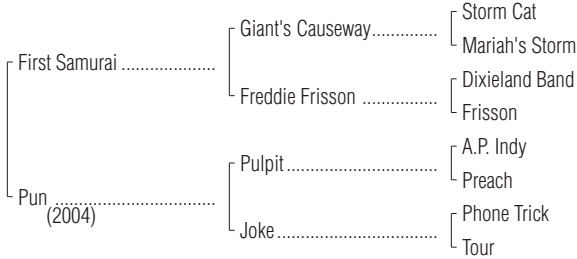 Storm Cat
Giant's Causeway..............
Mariah's Storm
First Samurai ....................
Dixieland Band
Freddie Frisson ................
Frisson
A.P. Indy
Pulpit................................
Preach
Pun ..................................
(2004)
Phone Trick
Joke..................................
Tour